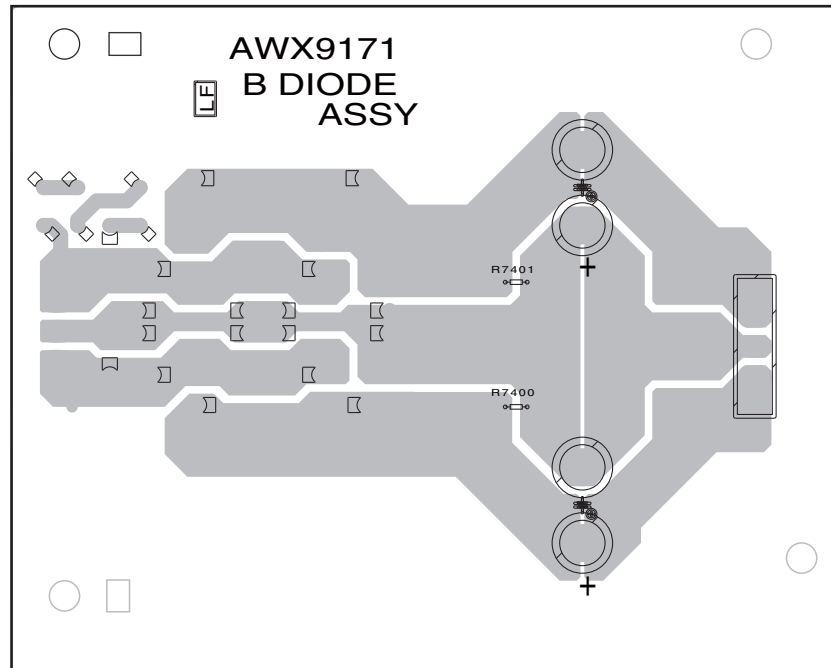 AWX9171
B DIODE
ASSY
LF
R7401
+
R7400
+